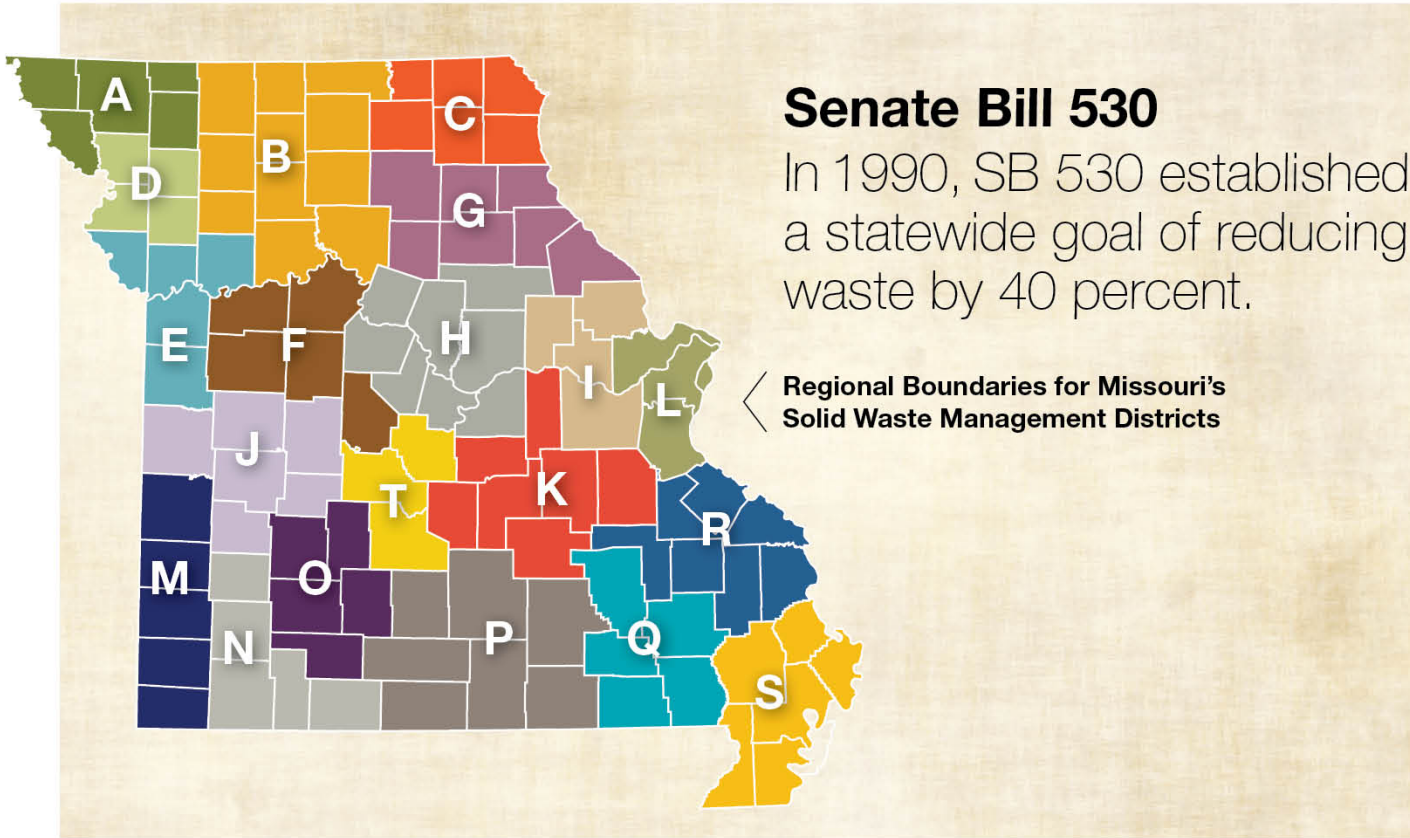 Senate Bill 530
In 1990, SB 530 established
a statewide goal of reducing
waste by 40 percent.
Regional Boundaries for Missouri's
Solid Waste Management Districts
A
B
C
D
G
E
F
H
I
L
J
T
K
R
M
O
N
P
Q
S